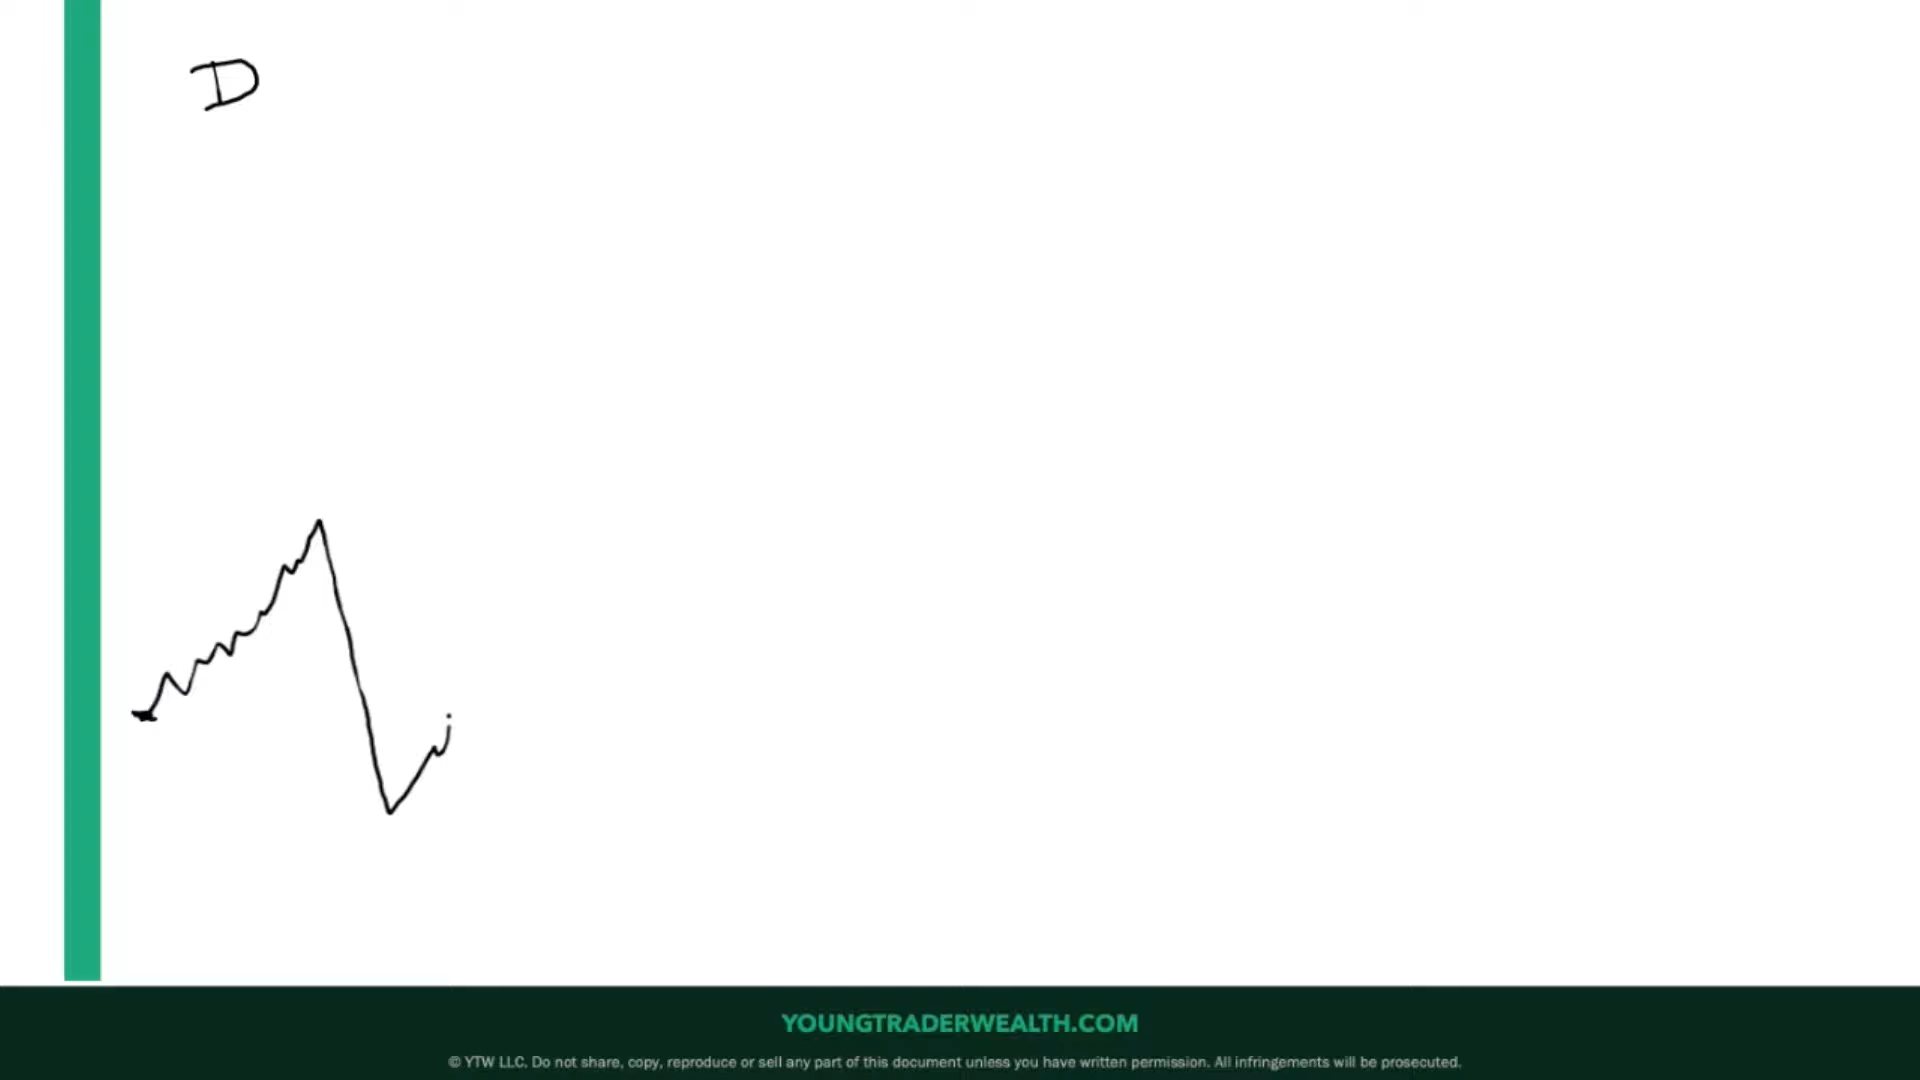 D
YOUNGTRADERWEALTH.COM
© YTW LLC. Do not share, copy, reproduce or sell any part of this document unless you have written permission. All infringements will be prosecuted.